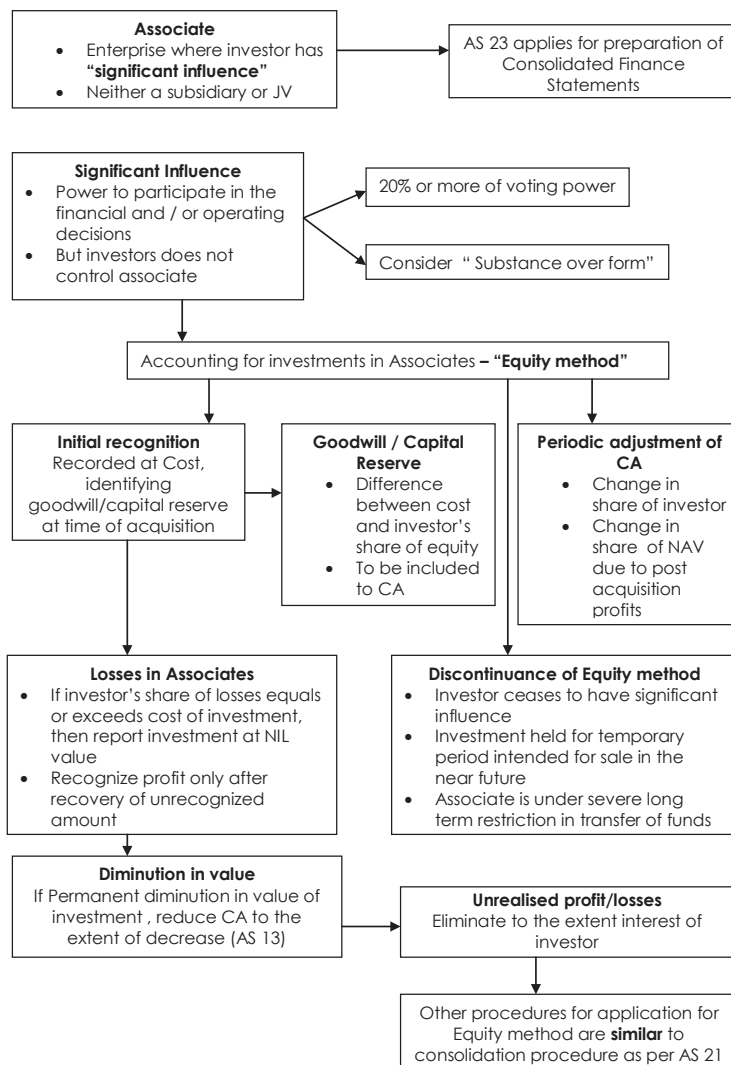 Associate
• Enterprise where investor has
“significant influence”
• Neither a subsidiary or JV
AS 23 applies for preparation of
Consolidated Finance
Statements
Significant Influence
• Power to participate in the
financial and / or operating
decisions
• But investors does not
control associate
20% or more of voting power
Consider “ Substance over form”
Accounting for investments in Associates – “Equity method”
Initial recognition
Recorded at Cost,
identifying
goodwill/capital reserve
at time of acquisition
Goodwill / Capital
Reserve
• Difference
between cost
and investor’s
share of equity
• To be included
to CA
Periodic adjustment of
CA
• Change in
share of investor
• Change in
share of NAV
due to post
acquisition
profits
Losses in Associates
• If investor’s share of losses equals
or exceeds cost of investment,
then report investment at NIL
value
• Recognize profit only after
recovery of unrecognized
amount
Discontinuance of Equity method
• Investor ceases to have significant
influence
• Investment held for temporary
period intended for sale in the
near future
• Associate is under severe long
term restriction in transfer of funds
Diminution in value
If Permanent diminution in value of
investment , reduce CA to the
extent of decrease (AS 13)
Unrealised profit/losses
Eliminate to the extent interest of
investor
Other procedures for application for
Equity method are similar to
consolidation procedure as per AS 21